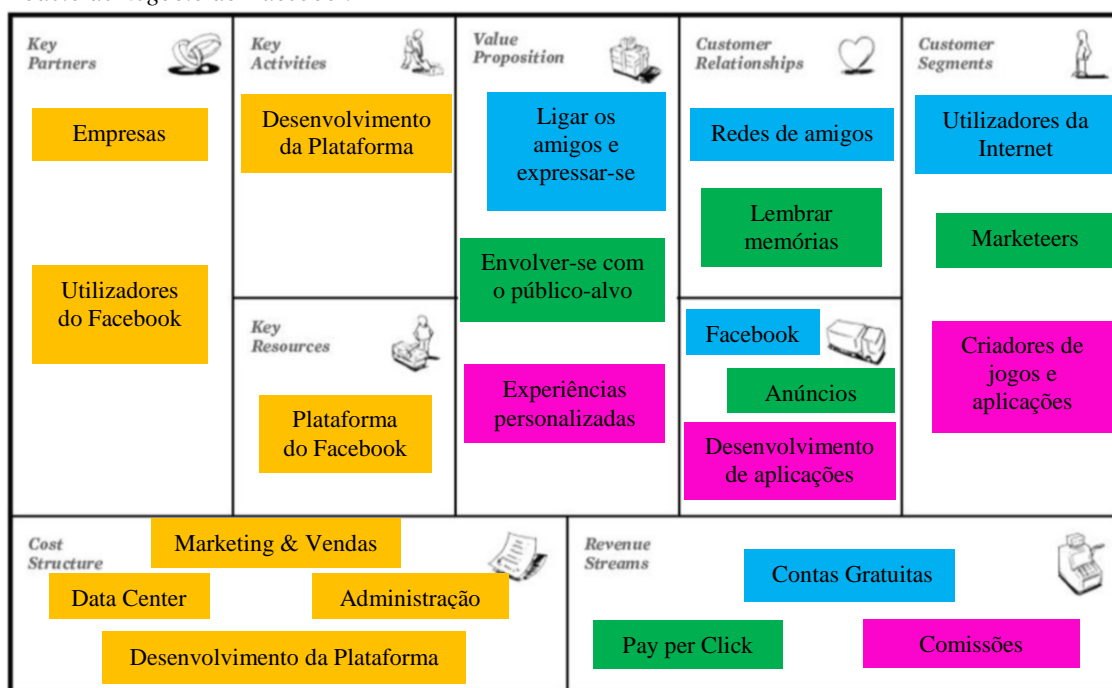 Key
Partners
Empresas
Utilizadores
do Facebook
Key
Activities
Desenvolvimento
da Plataforma
Key
Resources
Plataforma
do Facebook
Value
Proposition
Ligar os
amigos e
expressar-se
Envolver-se com
o público-alvo
Experiências
personalizadas
Customer
Relationships
Redes de amigos
Lembrar
memórias
Facebook
Anúncios
Desenvolvimento
de aplicações
Customer
Segments
Utilizadores da
Internet
Marketeers
Criadores de
jogos e
aplicações
Cost
Structure
Marketing & Vendas
Data Center
Administração
Desenvolvimento da Plataforma
Revenue
Streams
Contas Gratuitas
Pay per Click
Comissões